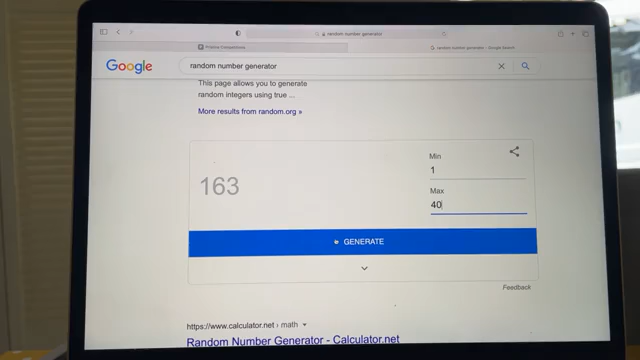 random number generator
random number generator - Google Search
Google
random number generator
This page allows you to generate
random integers using true ...
More results from random.org »
Min
1
163
Max
40
GENERATE
Feedback
https://www.calculator.net › math
Random Number Generator - Calculator.net